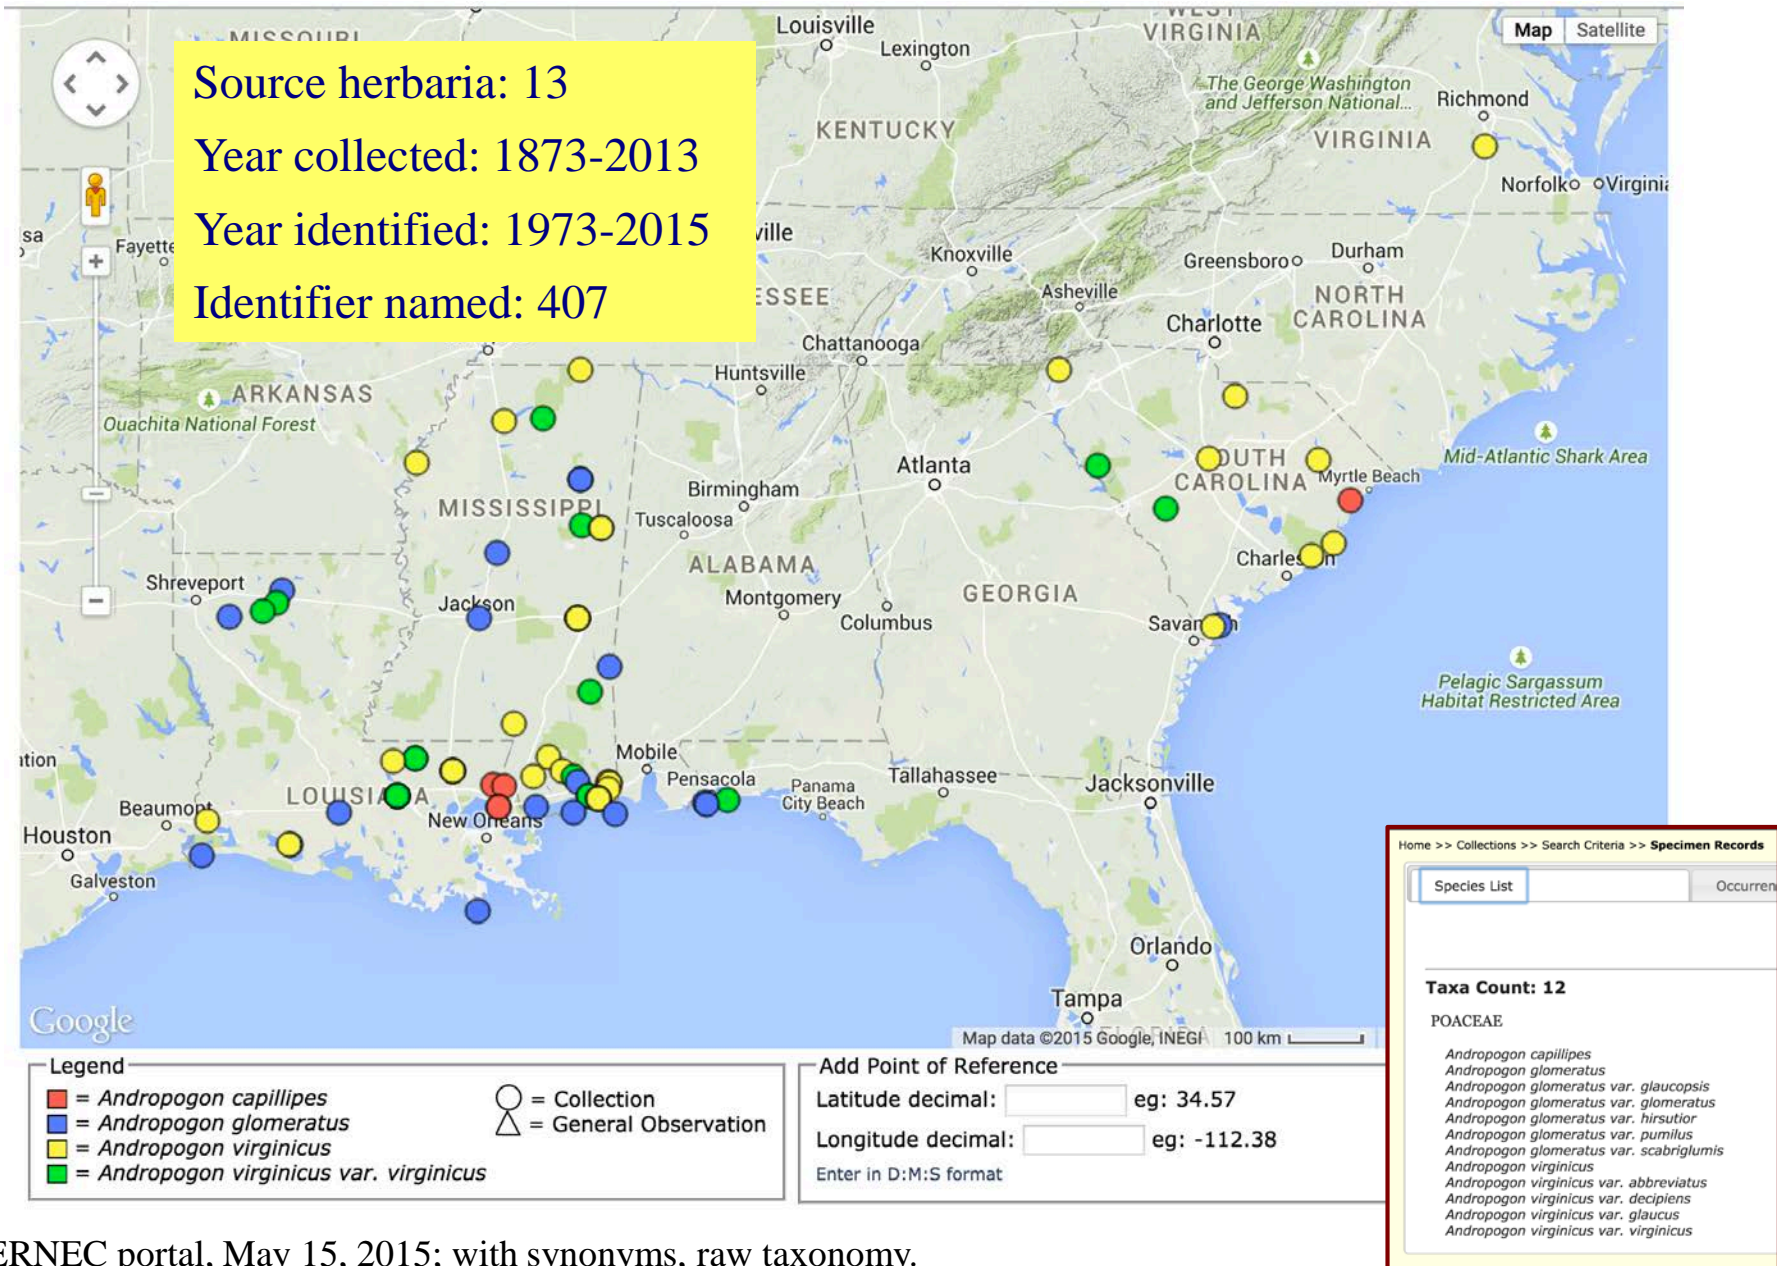 Source herbaria: 13
Year collected: 1873-2013
Year identified: 1973-2015
Identifier named: 407
Map Satellite
Louisville
Lexington
VIRGINIA
The George Washington
and Jefferson National...
Richmond
KENTUCKY
VIRGINIA
Norfolk
Knoxville
Greensboro
Durham
Asheville
NORTH
CAROLINA
Charlotte
Chattanooga
Huntsville
ARKANSAS
Ouachita National Forest
Atlanta
SOUTH
CAROLINA
Myrtle Beach
Mid-Atlantic Shark Area
Birmingham
MISSISSIPPI
Tuscaloosa
ALABAMA
Charleston
Shreveport
Jackson
Montgomery
Columbus
GEORGIA
Savannah
Pelagic Sargassum
Habitat Restricted Area
Mobile
Pensacola
Panama
City Beach
Tallahassee
Jacksonville
Beaumont
LOUISIANA
New Orleans
Houston
Galveston
Orlando
Tampa
Google
Map data ©2015 Google, INEGI 100 km
Legend
= Andropogon capillipes
= Andropogon glomeratus
= Andropogon virginicus
= Andropogon virginicus var. virginicus
= Collection
= General Observation
Add Point of Reference
Latitude decimal: eg: 34.57
Longitude decimal: eg: -112.38
Enter in D:M:S format
Home >> Collections >> Search Criteria >> Specimen Records
Species List Occurren
Taxa Count: 12
POACEAE
Andropogon capillipes
Andropogon glomeratus
Andropogon glomeratus var. glaucopsis
Andropogon glomeratus var. glomeratus
Andropogon glomeratus var. hirsutior
Andropogon glomeratus var. pumilus
Andropogon glomeratus var. scabriglumis
Andropogon virginicus
Andropogon virginicus var. abbreviatus
Andropogon virginicus var. decipiens
Andropogon virginicus var. glaucus
Andropogon virginicus var. virginicus
ERNEC portal, May 15, 2015; with synonyms, raw taxonomy.